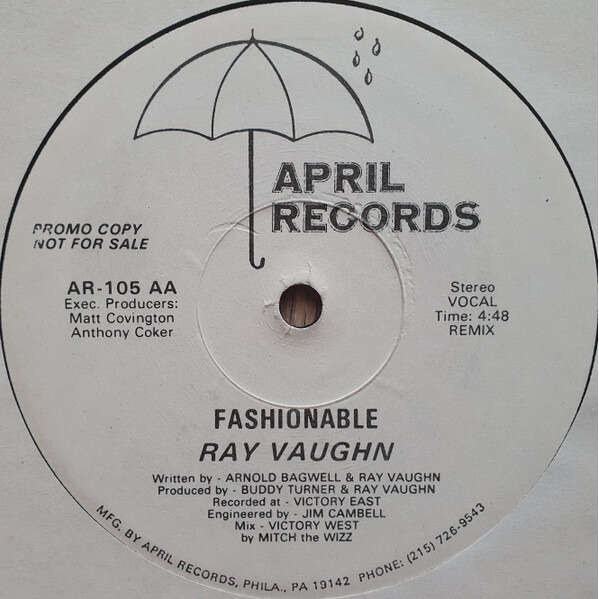 APRIL
RECORDS
PROMO COPY
NOT FOR SALE
AR-105 AA
Exec. Producers:
Matt Covington
Anthony Coker
Stereo
VOCAL
Time: 4:48
REMIX
FASHIONABLE
RAY VAUGHN
Written by - ARNOLD BAGWELL & RAY VAUGHN
Produced by - BUDDY TURNER & RAY VAUGHN
Recorded at - VICTORY EAST
Engineered by - JIM CAMBELL
Mix - VICTORY WEST
by MITCH the WIZZ
MFG. BY APRIL RECORDS, PHILA., PA 19142 PHONE: (215) 726-9543